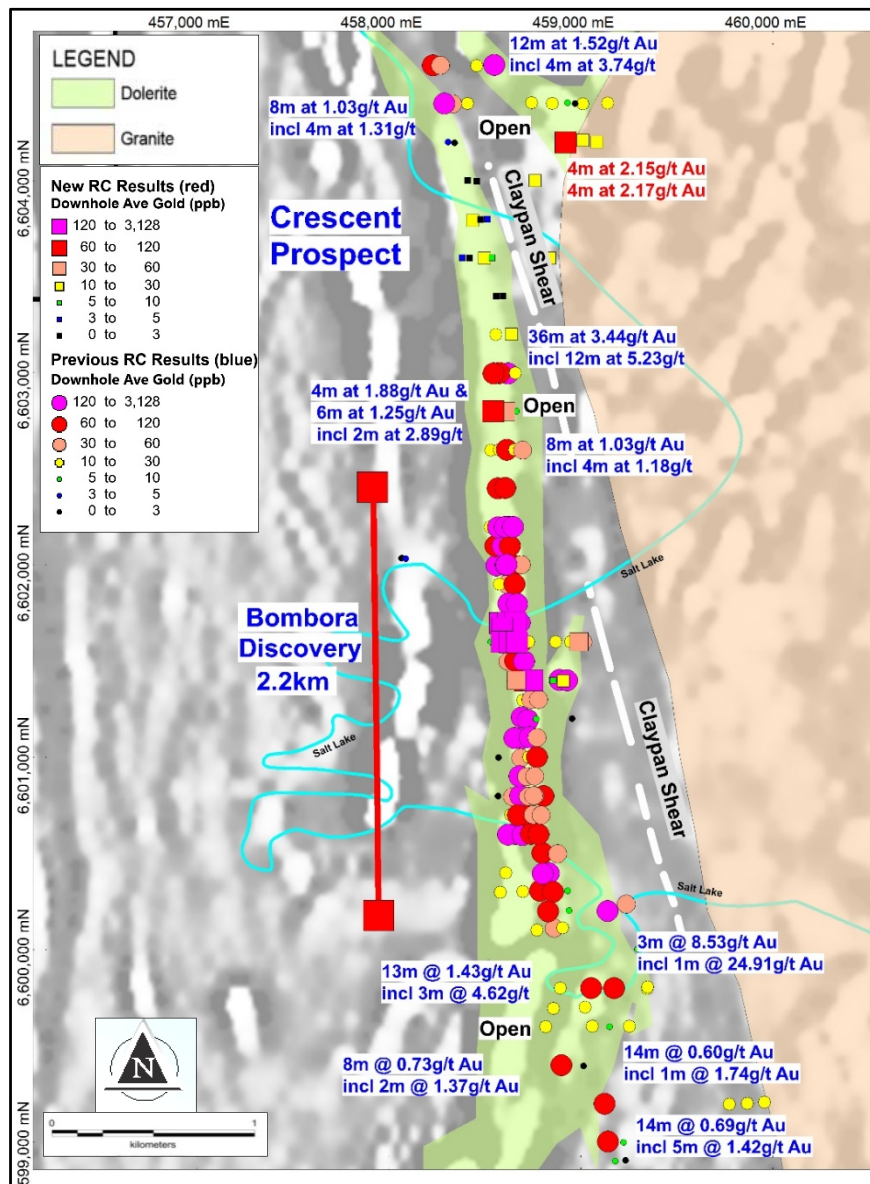 457,000 mE
458,000 mE
459,000 mE
460,000 mE
LEGEND
Dolerite
Granite
New RC Results (red)
Downhole Ave Gold (ppb)
120 to 3,128
60 to 120
30 to 60
10 to 30
5 to 10
3 to 5
0 to 3
Previous RC Results (blue)
Downhole Ave Gold (ppb)
120 to 3,128
60 to 120
30 to 60
10 to 30
5 to 10
3 to 5
0 to 3
12m at 1.52g/t Au
incl 4m at 3.74g/t
8m at 1.03g/t Au
incl 4m at 1.31g/t
Open
4m at 2.15g/t Au
4m at 2.17g/t Au
6,604,000 mN
Crescent
Prospect
Claypan Shear
36m at 3.44g/t Au
incl 12m at 5.23g/t
6,603,000 mN
4m at 1.88g/t Au &
6m at 1.25g/t Au
incl 2m at 2.89g/t
Open
8m at 1.03g/t Au
incl 4m at 1.18g/t
6,602,000 mN
Salt Lake
Bombora
Discovery
2.2km
Salt Lake
Claypan Shear
6,601,000 mN
Salt Lake
6,600,000 mN
3m @ 8.53g/t Au
incl 1m @ 24.91g/t Au
13m @ 1.43g/t Au
incl 3m @ 4.62g/t
Open
8m @ 0.73g/t Au
incl 2m @ 1.37g/t Au
14m @ 0.60g/t Au
incl 1m @ 1.74g/t Au
14m @ 0.69g/t Au
incl 5m @ 1.42g/t Au
N
0 1
kilometers
599,000 mN